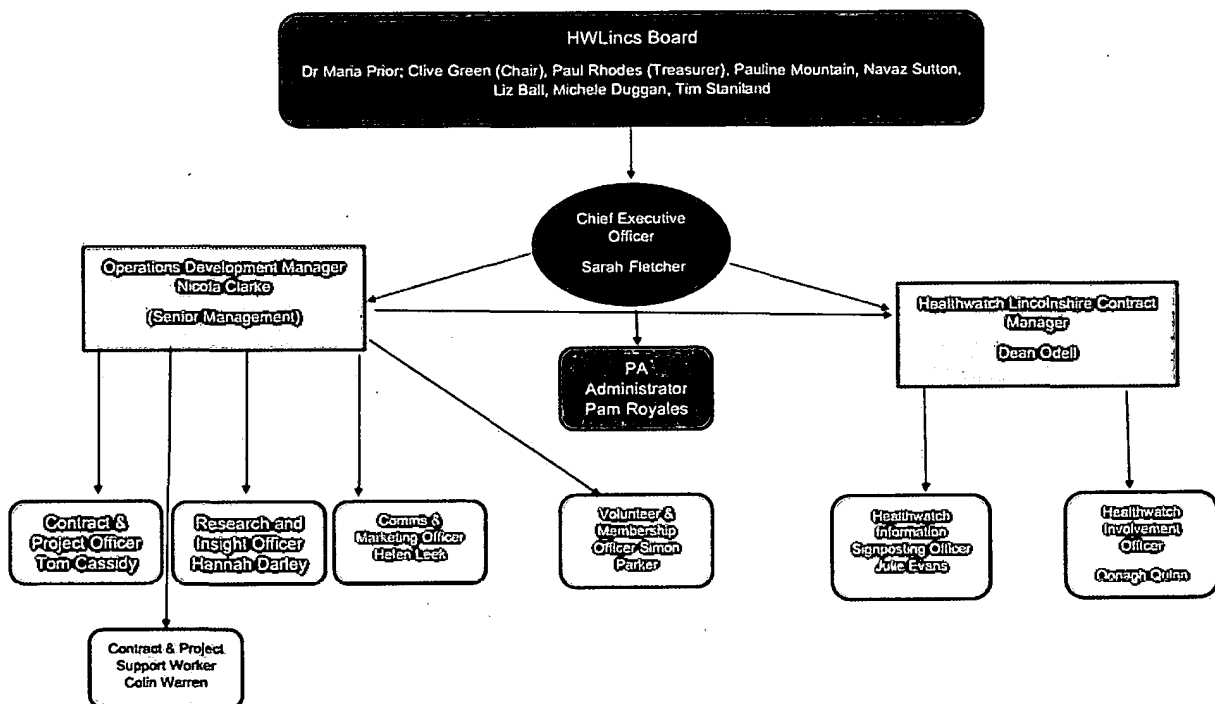 HWLincs Board
Dr Maria Prior; Clive Green (Chair), Paul Rhodes (Treasurer), Pauline Mountain, Navaz Sutton,
Liz Ball, Michele Duggan, Tim Staniland
Chief Executive
Officer
Sarah Fletcher
Operations Development Manager
Nicola Clarke
(Senior Management)
Healthwatch Lincolnshire Contract
Manager
Dean Odell
PA
Administrator
Pam Royales
Contract &
Project Officer
Tom Cassidy
Research and
Insight Officer
Hannah Darley
Comms &
Marketing Officer
Helen Leek
Volunteer &
Membership
Officer Simon
Parker
Healthwatch
Information
Signposting Officer
Julie Evans
Healthwatch
Involvement
Officer
Oonagh Quinn
Contract & Project
Support Worker
Colin Warren